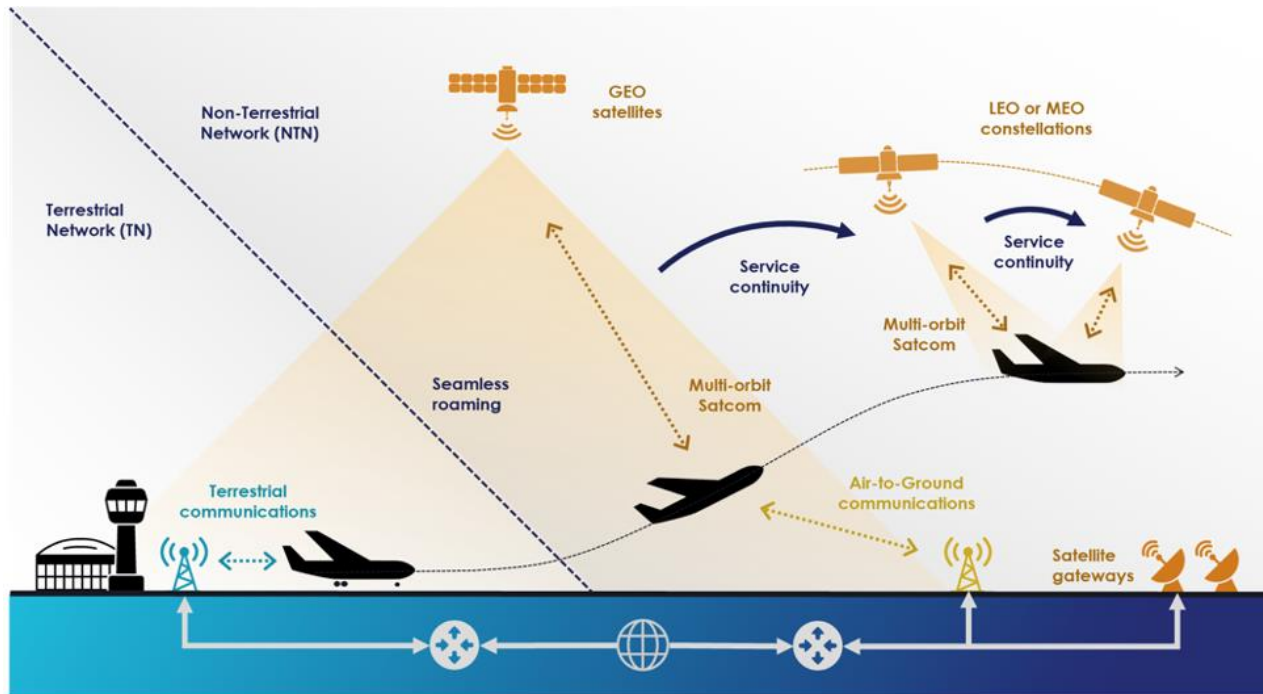 GEO
satellites
LEO or MEO
constellations
Non-Terrestrial
Network (NTN)
Terrestrial
Network (TN)
Service
continuity
Service
continuity
Multi-orbit
Satcom
Seamless
roaming
Multi-orbit
Satcom
Terrestrial
communications
Air-to-Ground
communications
Satellite
gateways